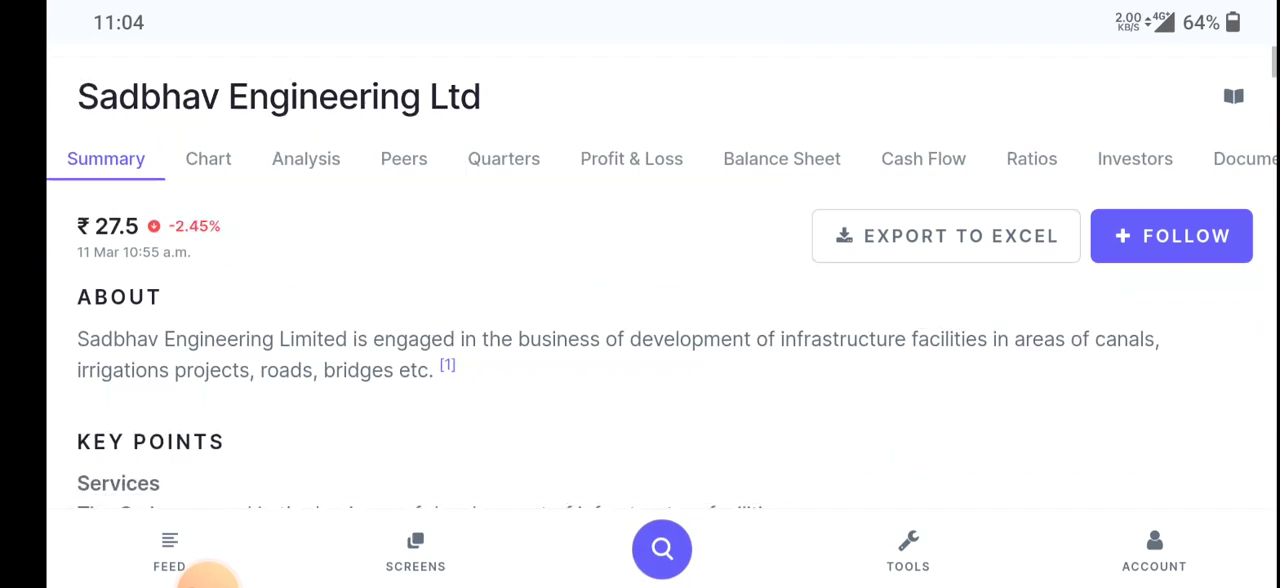 11:04
2.00 KB/S 4G+ 64%
Sadbhav Engineering Ltd
Summary Chart Analysis Peers Quarters Profit & Loss Balance Sheet Cash Flow Ratios Investors Docume
₹ 27.5 -2.45%
11 Mar 10:55 a.m.
EXPORT TO EXCEL
+ FOLLOW
ABOUT
Sadbhav Engineering Limited is engaged in the business of development of infrastructure facilities in areas of canals,
irrigations projects, roads, bridges etc. [1]
KEY POINTS
Services
FEED SCREENS TOOLS ACCOUNT